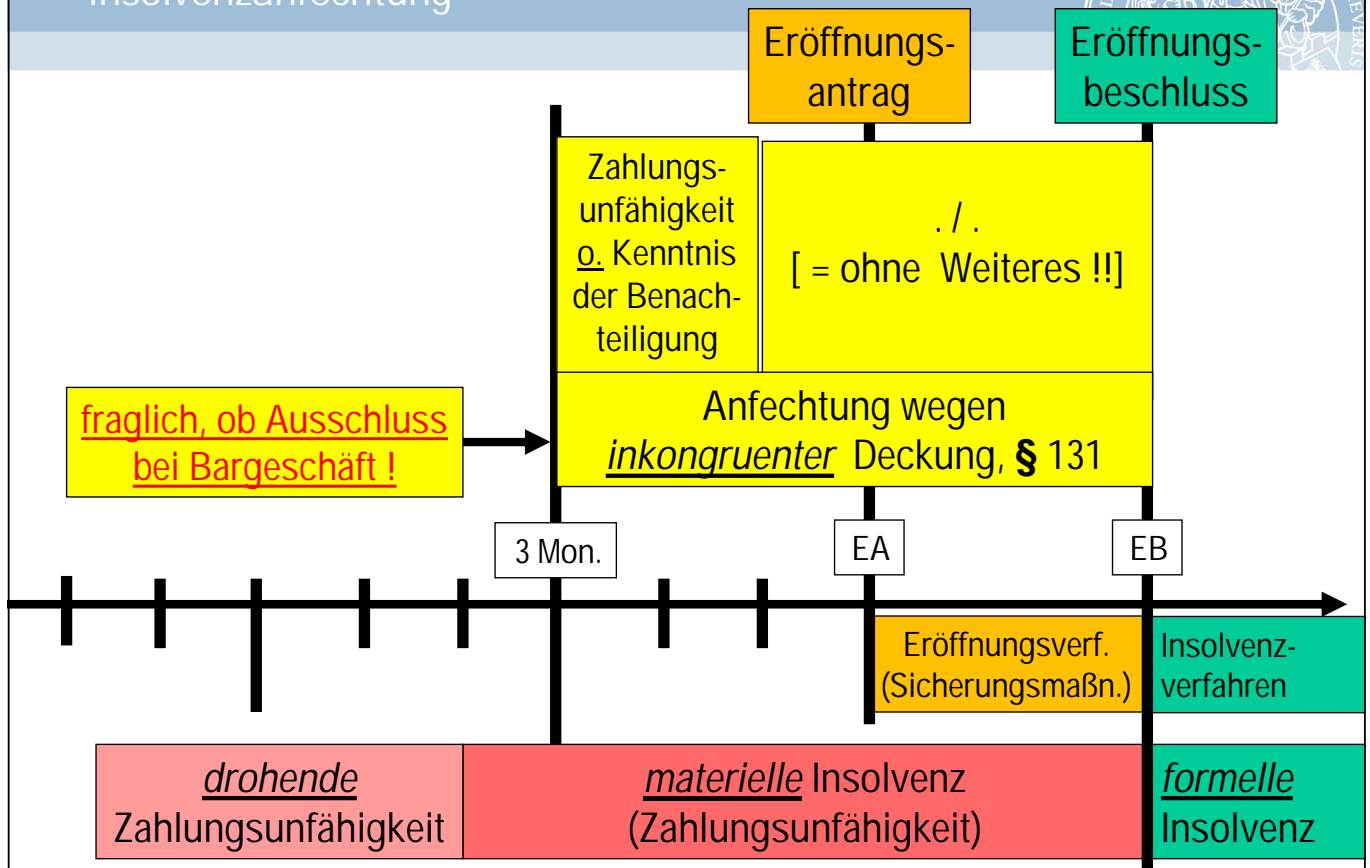 Insolvenzanfechtung
Eröffnungs-
antrag
Eröffnungs-
beschluss
Zahlungs-
unfähigkeit
o. Kenntnis
der Benach-
teiligung
. / .
[ = ohne Weiteres !!]
fraglich, ob Ausschluss
bei Bargeschäft !
Anfechtung wegen
inkongruenter Deckung, § 131
3 Mon.
EA
EB
Eröffnungsverf.
(Sicherungsmaßn.)
Insolvenz-
verfahren
drohende
Zahlungsunfähigkeit
materielle Insolvenz
(Zahlungsunfähigkeit)
formelle
Insolvenz